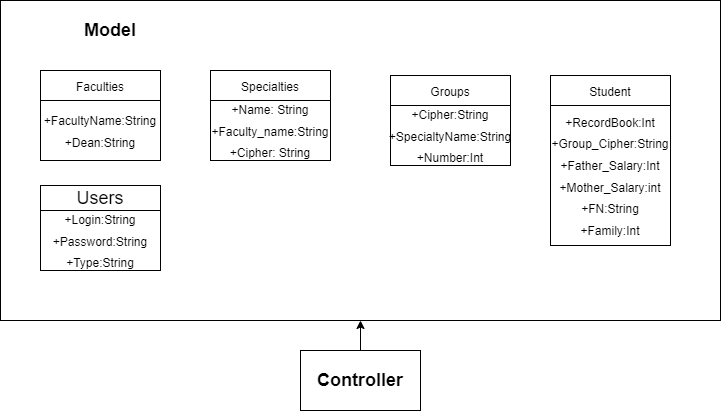 Model
Faculties
+FacultyName:String
+Dean:String
Specialties
+Name: String
+Faculty_name:String
+Cipher: String
Groups
+Cipher:String
+SpecialtyName:String
+Number:Int
Student
+RecordBook:Int
+Group_Cipher:String
+Father_Salary:Int
+Mother_Salary:int
+FN:String
+Family:Int
Users
+Login:String
+Password:String
+Type:String
Controller